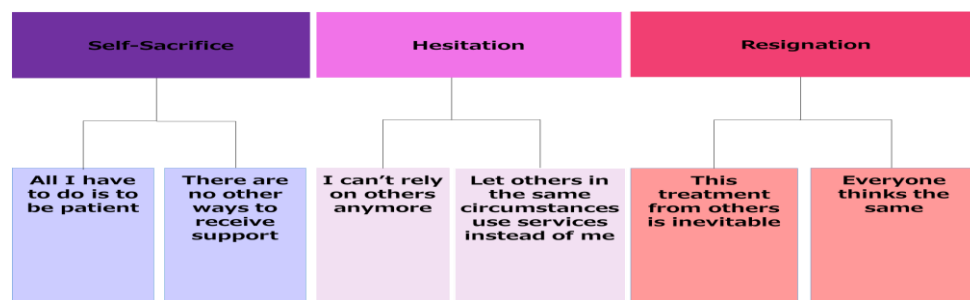 Self-Sacrifice
Hesitation
Resignation
All I have
to do is to
be patient
There are
no other
ways to
receive
support
I can't rely
on others
anymore
Let others in
the same
circumstances
use services
instead of me
This
treatment
from others
is inevitable
Everyone
thinks the
same